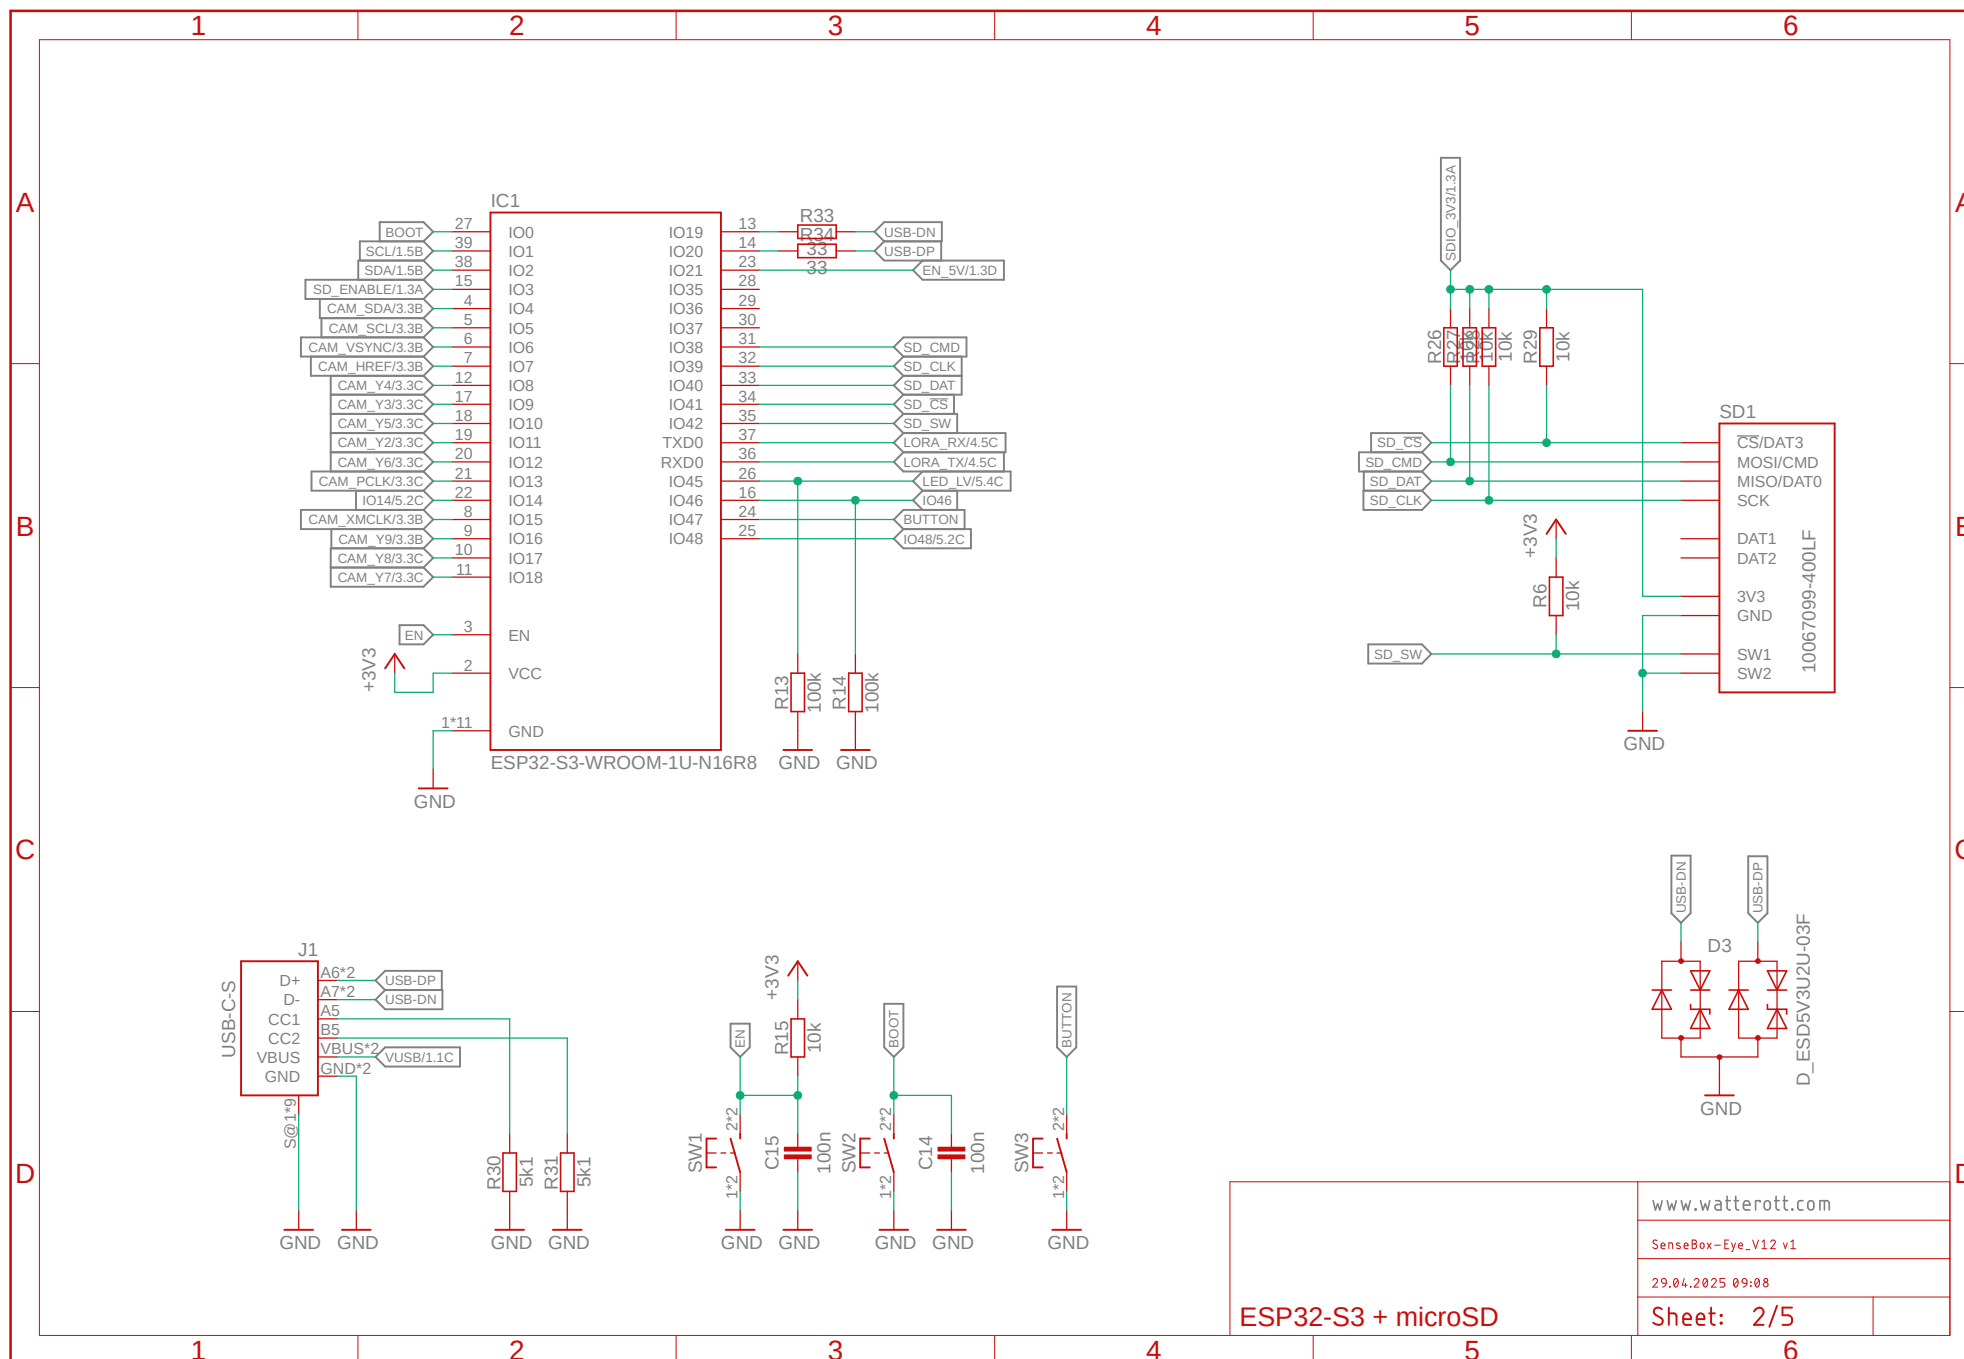 1 2 3 4 5 6
A A
B B
C C
D D
IC1
BOOT 27 IO0
SCL/1.5B 39 IO1
SDA/1.5B 38 IO2
SD_ENABLE/1.3A 15 IO3
CAM_SDA/3.3B 4 IO4
CAM_SCL/3.3B 5 IO5
CAM_VSYNC/3.3B 6 IO6
CAM_HREF/3.3B 7 IO7
CAM_Y4/3.3C 12 IO8
CAM_Y3/3.3C 17 IO9
CAM_Y5/3.3C 18 IO10
CAM_Y2/3.3C 19 IO11
CAM_Y6/3.3C 20 IO12
CAM_PCLK/3.3C 21 IO13
IO14/5.2C 22 IO14
CAM_XMCLK/3.3B 8 IO15
CAM_Y9/3.3B 9 IO16
CAM_Y8/3.3C 10 IO17
CAM_Y7/3.3C 11 IO18
EN 3 EN
+3V3 2 VCC
1*11 GND
GND
IO19 13 R33 33 USB-DN
IO20 14 R34 33 USB-DP
IO21 23 EN_5V/1.3D
IO35 28
IO36 29
IO37 30
IO38 31 SD_CMD
IO39 32 SD_CLK
IO40 33 SD_DAT
IO41 34 SD_CS
IO42 35 SD_SW
TXD0 37 LORA_RX/4.5C
RXD0 36 LORA_TX/4.5C
IO45 26 LED_LV/5.4C
IO46 16 IO46
IO47 24 BUTTON
IO48 25 IO48/5.2C
R13 100k R14 100k
GND GND
ESP32-S3-WROOM-1U-N16R8
SDIO_3V3/1.3A
R26 R27 10k 10k R29 10k
SD1
SD_CS CS/DAT3
SD_CMD MOSI/CMD
SD_DAT MISO/DAT0
SD_CLK SCK
DAT1
DAT2
3V3
GND
+3V3
R6 10k
SD_SW SW1
SW2
10067099-400LF
GND
J1
USB-C-S
D+ A6*2 USB-DP
D- A7*2 USB-DN
CC1 A5
CC2 B5
VBUS VBUS*2 VUSB/1.1C
GND GND*2
S@1*9
R30 5k1 R31 5k1
GND GND GND GND
+3V3
EN R15 10k BOOT BUTTON
SW1 2*2 1*2 C15 100n SW2 2*2 1*2 C14 100n SW3 2*2 1*2
GND GND GND GND GND
USB-DN USB-DP
D3
D_ESD5V3U2U-03F
GND
www.watterott.com
SenseBox-Eye_V12 v1
29.04.2025 09:08
ESP32-S3 + microSD
Sheet: 2/5
1 2 3 4 5 6